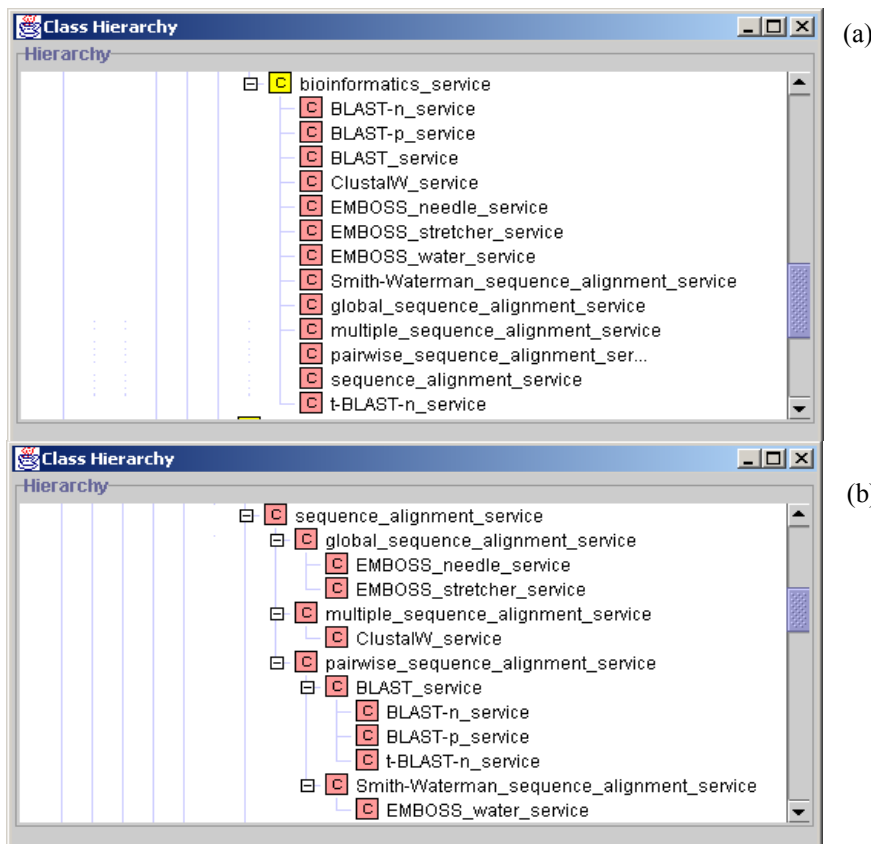 Class Hierarchy
(a)
Hierarchy
C bioinformatics_service
C BLAST-n_service
C BLAST-p_service
C BLAST_service
C ClustalW_service
C EMBOSS_needle_service
C EMBOSS_stretcher_service
C EMBOSS_water_service
C Smith-Waterman_sequence_alignment_service
C global_sequence_alignment_service
C multiple_sequence_alignment_service
C pairwise_sequence_alignment_ser...
C sequence_alignment_service
C t-BLAST-n_service
Class Hierarchy
(b)
Hierarchy
C sequence_alignment_service
C global_sequence_alignment_service
C EMBOSS_needle_service
C EMBOSS_stretcher_service
C multiple_sequence_alignment_service
C ClustalW_service
C pairwise_sequence_alignment_service
C BLAST_service
C BLAST-n_service
C BLAST-p_service
C t-BLAST-n_service
C Smith-Waterman_sequence_alignment_service
C EMBOSS_water_service